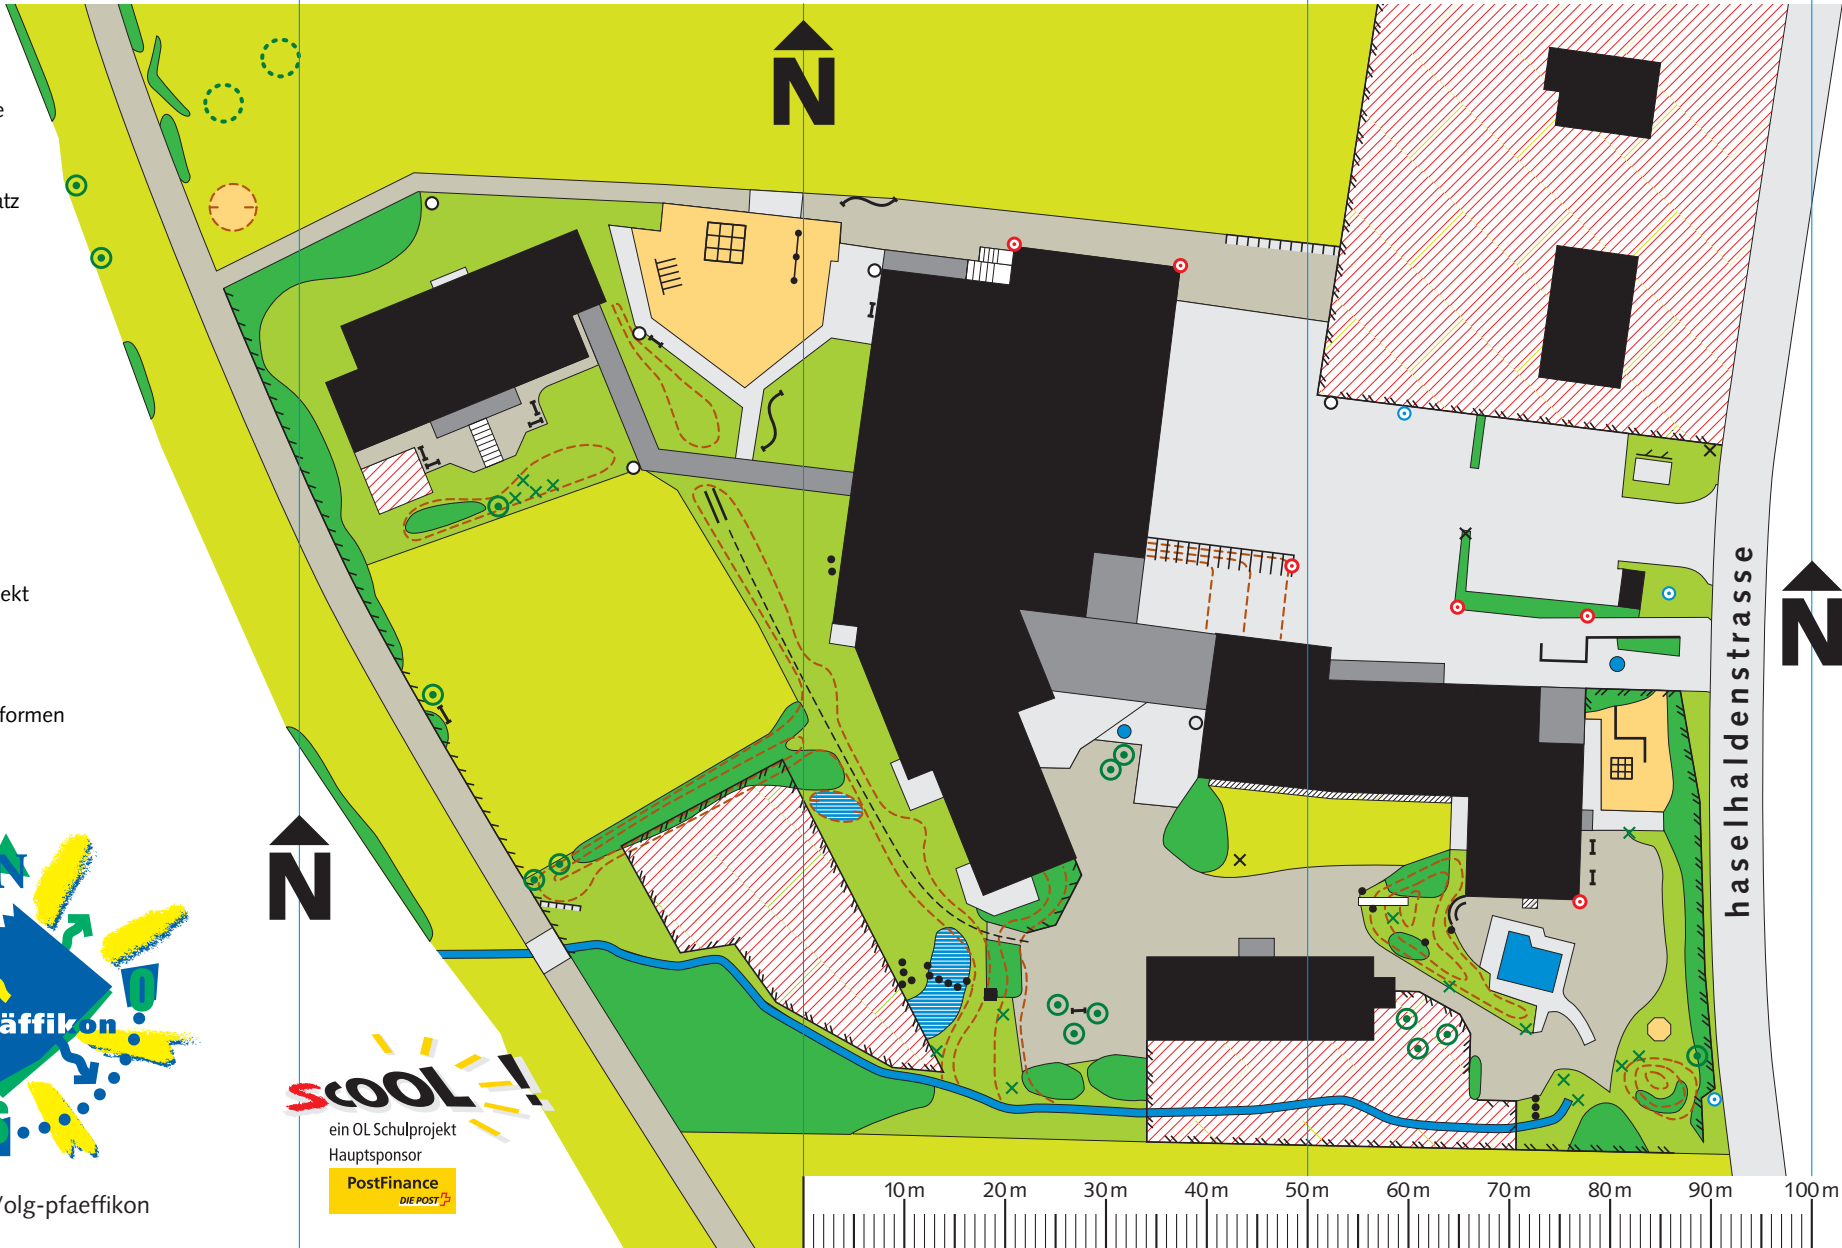 N
e
tz
ekt
formen
N
haselhaldenstrasse
N
N
äffikon
scool!
ein OL Schulprojekt
Hauptsponsor
PostFinance
DIE POST
/olg-pfaeffikon
10 m 20 m 30 m 40 m 50 m 60 m 70 m 80 m 90 m 100 m